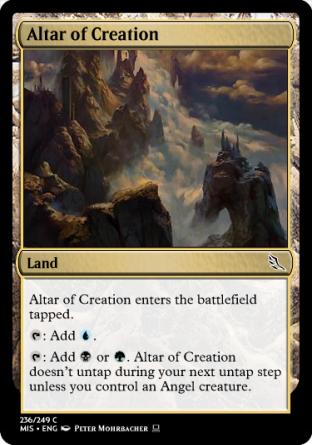 Altar of Creation
Land
Altar of Creation enters the battlefield
tapped.
: Add .
: Add or . Altar of Creation
doesn't untap during your next untap step
unless you control an Angel creature.
236/249 C
MIS • ENG Peter Mohrbacher